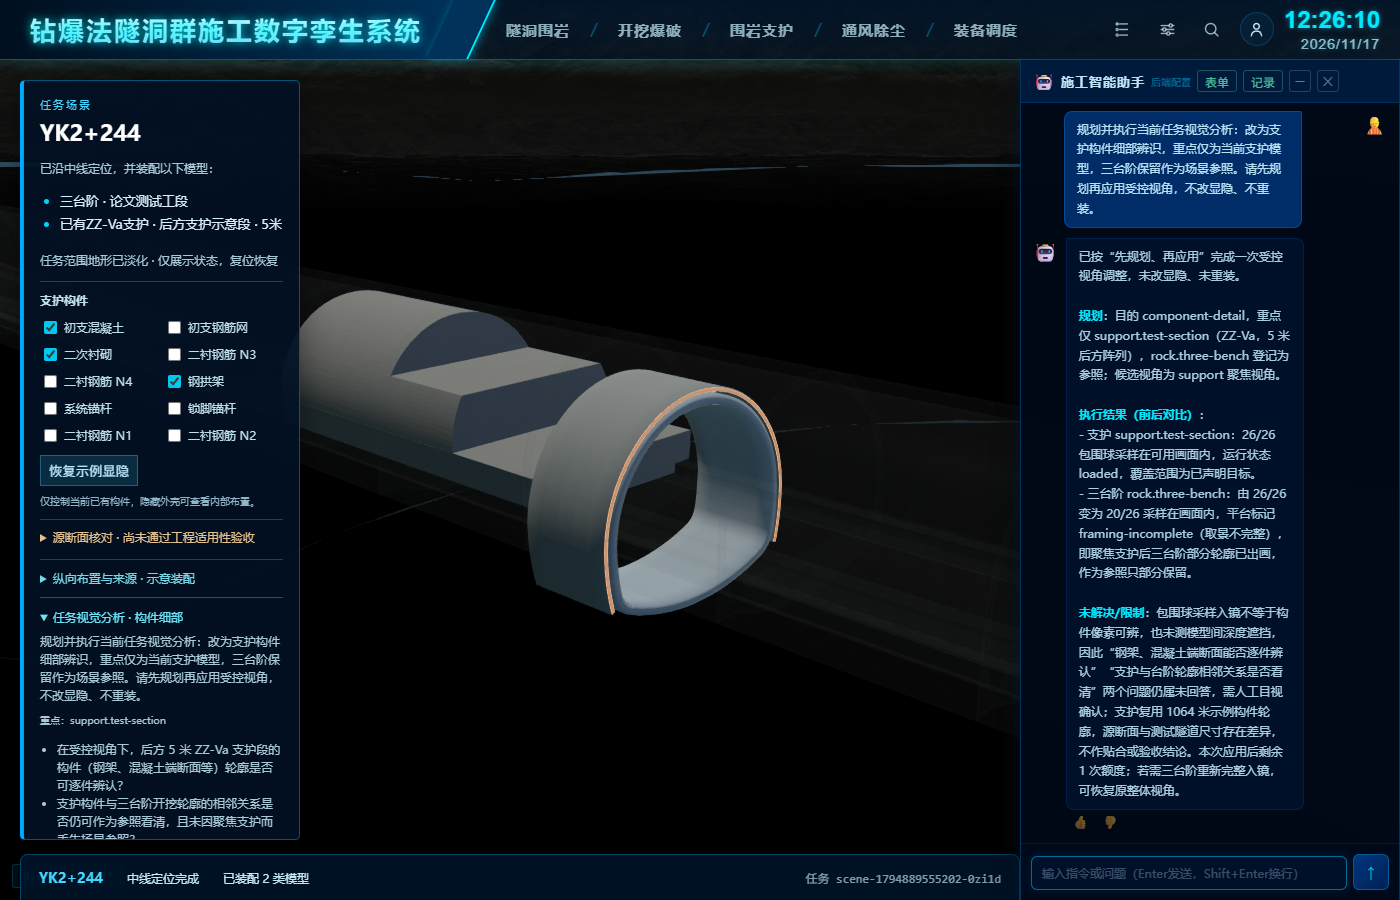 钻爆法隧洞群施工数字孪生系统
隧洞围岩 / 开挖爆破 / 围岩支护 / 通风除尘 / 装备调度
12:26:10
2026/11/17
任务场景
YK2+244
已沿中线定位，并装配以下模型：
三台阶 · 论文测试工段
已有ZZ-Va支护 · 后方支护示意段 · 5米
任务范围地形已淡化 · 仅展示状态，复位恢复
支护构件
初支混凝土 初支钢筋网
二次衬砌 二衬钢筋 N3
二衬钢筋 N4 钢拱架
系统锚杆 锁脚锚杆
二衬钢筋 N1 二衬钢筋 N2
恢复示例显隐
仅控制当前已有构件，隐藏外壳可查看内部布置。
源断面核对 · 尚未通过工程适用性验收
纵向布置与来源 · 示意装配
任务视觉分析 · 构件细部
规划并执行当前任务视觉分析：改为支护构件
细部辨识，重点仅为当前支护模型，三台阶保
留作为场景参照。请先规划再应用受控视角，
不改显隐、不重装。
重点：support.test-section
在受控视角下，后方 5 米 ZZ-Va 支护段的
构件（钢架、混凝土端断面等）轮廓是否
可逐件辨认？
支护构件与三台阶开挖轮廓的相邻关系是
否仍可作为参照看清，且未因聚焦支护而
丢失场景参照？
YK2+244 中线定位完成 已装配 2 类模型
任务 scene-1794889555202-0zi1d
施工智能助手 后端配置 表单 记录
规划并执行当前任务视觉分析：改为支
护构件细部辨识，重点仅为当前支护模
型，三台阶保留作为场景参照。请先规
划再应用受控视角，不改显隐、不重
装。
已按“先规划、再应用”完成一次受控
视角调整，未改显隐、未重装。
规划：目的 component-detail，重点
仅 support.test-section（ZZ-Va，5 米
后方阵列），rock.three-bench 登记为
参照；候选视角为 support 聚焦视角。
执行结果（前后对比）：
- 支护 support.test-section：26/26
包围球采样在可用画面内，运行状态
loaded，覆盖范围为已声明目标。
- 三台阶 rock.three-bench：由 26/26
变为 20/26 采样在画面内，平台标记
framing-incomplete（取景不完整），
即聚焦支护后三台阶部分轮廓已出画，
作为参照只部分保留。
未解决/限制：包围球采样入镜不等于构
件像素可辨，也未测模型间深度遮挡，
因此“钢架、混凝土端断面能否逐件辨
认”“支护与台阶轮廓相邻关系是否看
清”两个问题仍属未回答，需人工目视
确认；支护复用 1064 米示例构件轮
廓，源断面与测试隧道尺寸存在差异，
不作贴合或验收结论。本次应用后剩余
1 次额度；若需三台阶重新完整入镜，
可恢复原整体视角。
输入指令或问题（Enter发送，Shift+Enter换行）